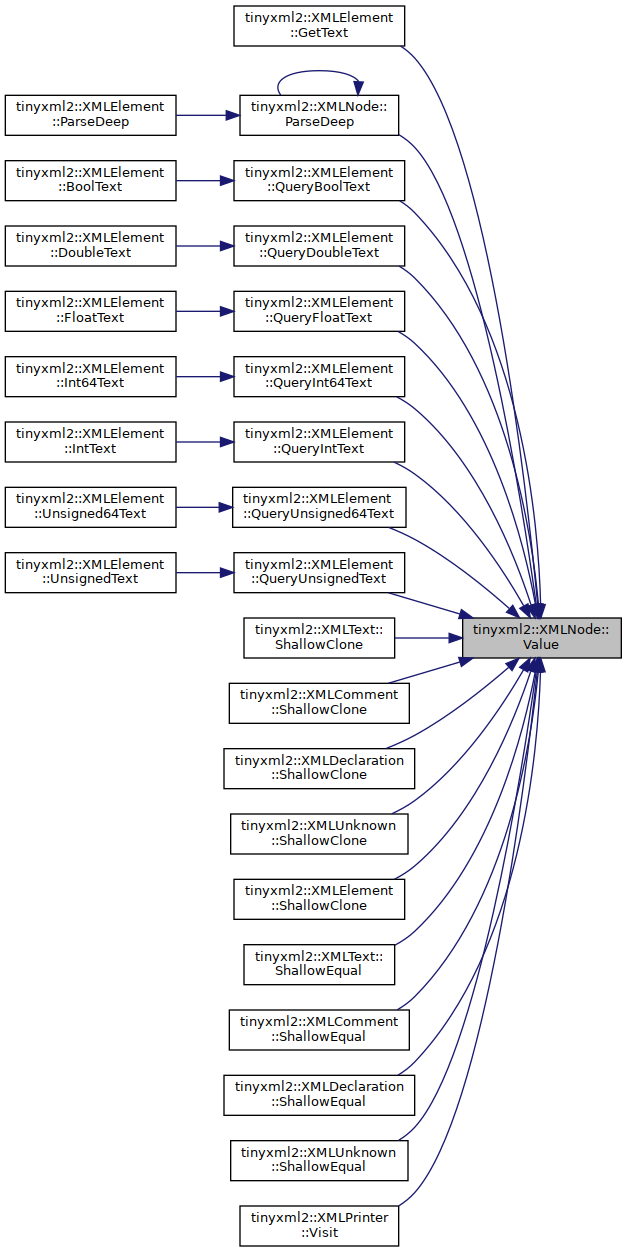 tinyxml2::XMLElement
::GetText
tinyxml2::XMLElement
::ParseDeep
tinyxml2::XMLNode::
ParseDeep
tinyxml2::XMLElement
::BoolText
tinyxml2::XMLElement
::QueryBoolText
tinyxml2::XMLElement
::DoubleText
tinyxml2::XMLElement
::QueryDoubleText
tinyxml2::XMLElement
::FloatText
tinyxml2::XMLElement
::QueryFloatText
tinyxml2::XMLElement
::Int64Text
tinyxml2::XMLElement
::QueryInt64Text
tinyxml2::XMLElement
::IntText
tinyxml2::XMLElement
::QueryIntText
tinyxml2::XMLElement
::Unsigned64Text
tinyxml2::XMLElement
::QueryUnsigned64Text
tinyxml2::XMLElement
::UnsignedText
tinyxml2::XMLElement
::QueryUnsignedText
tinyxml2::XMLNode::
Value
tinyxml2::XMLText::
ShallowClone
tinyxml2::XMLComment
::ShallowClone
tinyxml2::XMLDeclaration
::ShallowClone
tinyxml2::XMLUnknown
::ShallowClone
tinyxml2::XMLElement
::ShallowClone
tinyxml2::XMLText::
ShallowEqual
tinyxml2::XMLComment
::ShallowEqual
tinyxml2::XMLDeclaration
::ShallowEqual
tinyxml2::XMLUnknown
::ShallowEqual
tinyxml2::XMLPrinter
::Visit